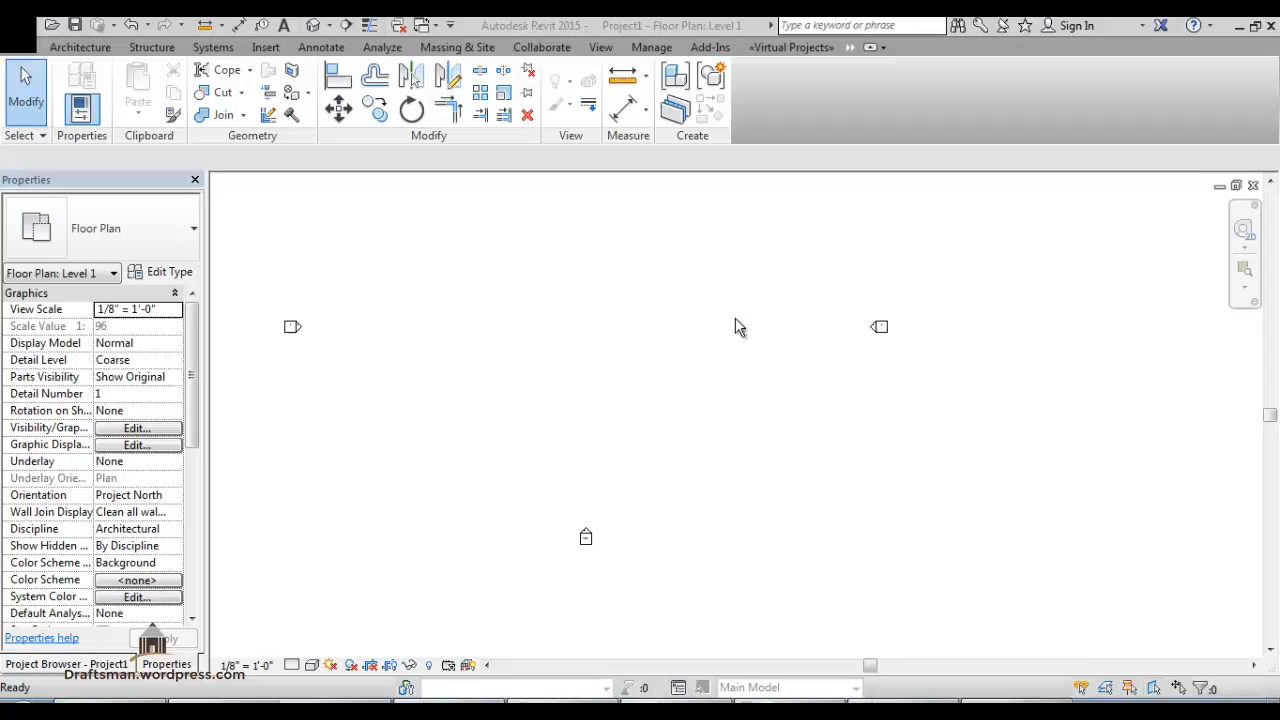 Autodesk Revit 2015 - Project1 - Floor Plan: Level 1
Type a keyword or phrase
Sign In
Architecture Structure Systems Insert Annotate Analyze Massing & Site Collaborate View Manage Add-Ins «Virtual Projects»
Modify
Paste
Cope
Cut
Join
Select Properties Clipboard Geometry Modify View Measure Create
Properties
Floor Plan
Floor Plan: Level 1 Edit Type
Graphics
View Scale 1/8" = 1'-0"
Scale Value 1: 96
Display Model Normal
Detail Level Coarse
Parts Visibility Show Original
Detail Number 1
Rotation on Sh... None
Visibility/Grap... Edit...
Graphic Displa... Edit...
Underlay None
Underlay Orie... Plan
Orientation Project North
Wall Join Display Clean all wal...
Discipline Architectural
Show Hidden ... By Discipline
Color Scheme ... Background
Color Scheme <none>
System Color ... Edit...
Default Analys... None
Properties help
Project Browser - Project1 Properties
1/8" = 1'-0"
Draftsman.wordpress.com
Ready
:0
Main Model
:0
2D